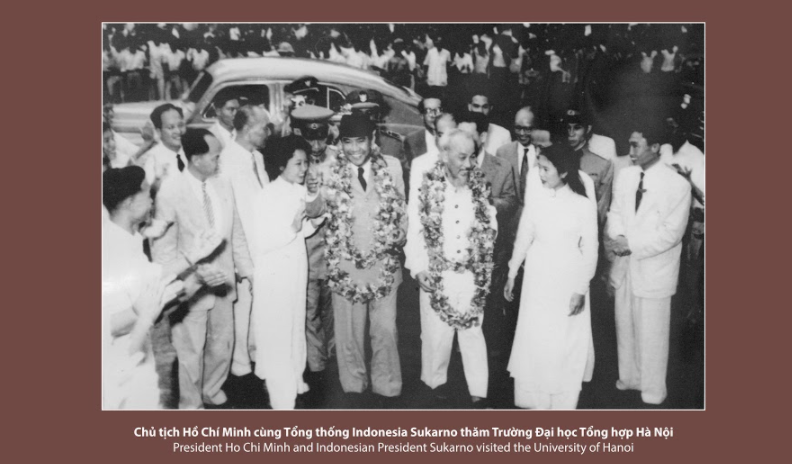 Chủ tịch Hồ Chí Minh cùng Tổng thống Indonesia Sukarno thăm Trường Đại học Tổng hợp Hà Nội
President Ho Chi Minh and Indonesian President Sukarno visited the University of Hanoi